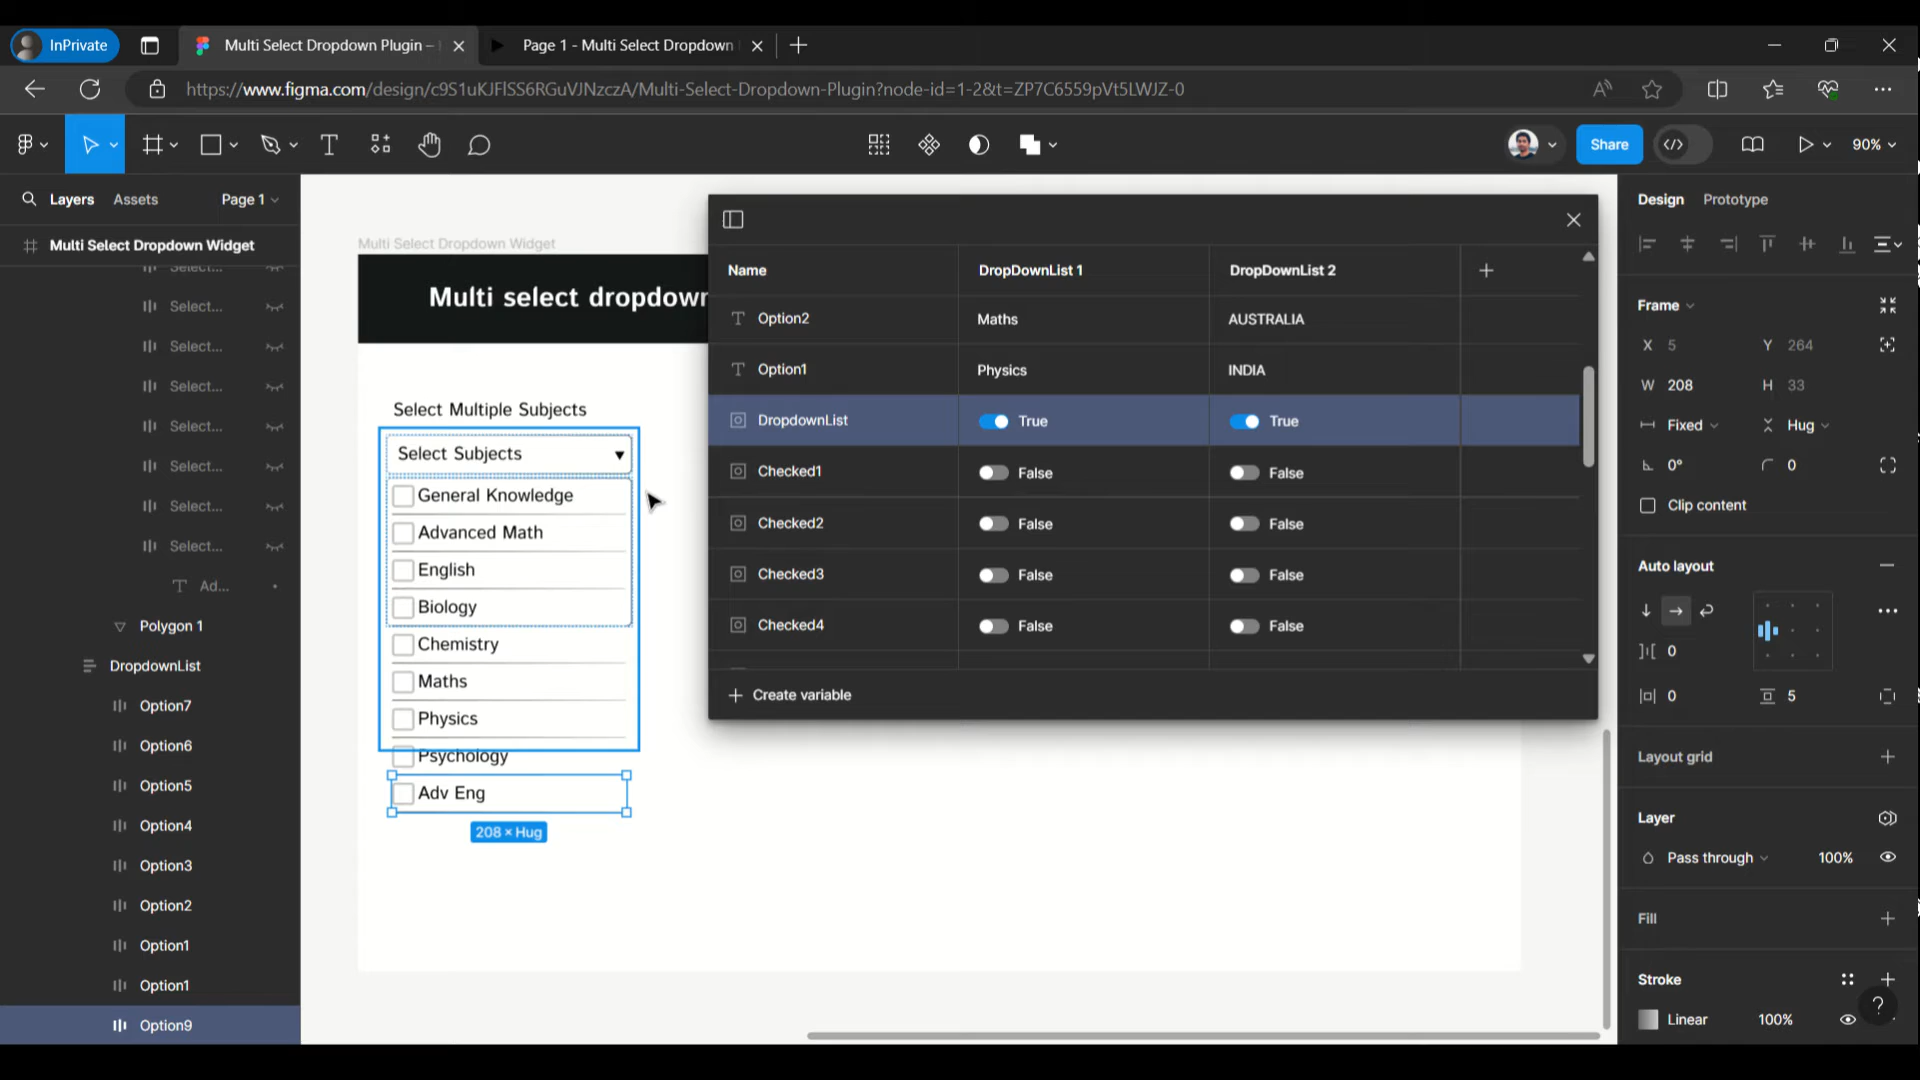 InPrivate
Multi Select Dropdown Plugin –
Page 1 - Multi Select Dropdown
https://www.figma.com/design/c9S1uKJFlSS6RGuVJNzczA/Multi-Select-Dropdown-Plugin?node-id=1-2&t=ZP7C6559pVt5LWJZ-0
Share
90%
Layers
Assets
Page 1
Multi Select Dropdown Widget
Select...
Select...
Select...
Select...
Select...
Select...
Select...
Select...
Ad...
Polygon 1
DropdownList
Option7
Option6
Option5
Option4
Option3
Option2
Option1
Option1
Option9
Multi Select Dropdown Widget
Multi select dropdown
Select Multiple Subjects
Select Subjects
General Knowledge
Advanced Math
English
Biology
Chemistry
Maths
Physics
Psychology
Adv Eng
208 × Hug
Name DropDownList 1 DropDownList 2
Option2 Maths AUSTRALIA
Option1 Physics INDIA
DropdownList True True
Checked1 False False
Checked2 False False
Checked3 False False
Checked4 False False
Create variable
Design
Prototype
Frame
X 5 Y 264
W 208 H 33
Fixed Hug
0° 0
Clip content
Auto layout
0
0 5
Layout grid
Layer
Pass through 100%
Fill
Stroke
Linear 100%
?